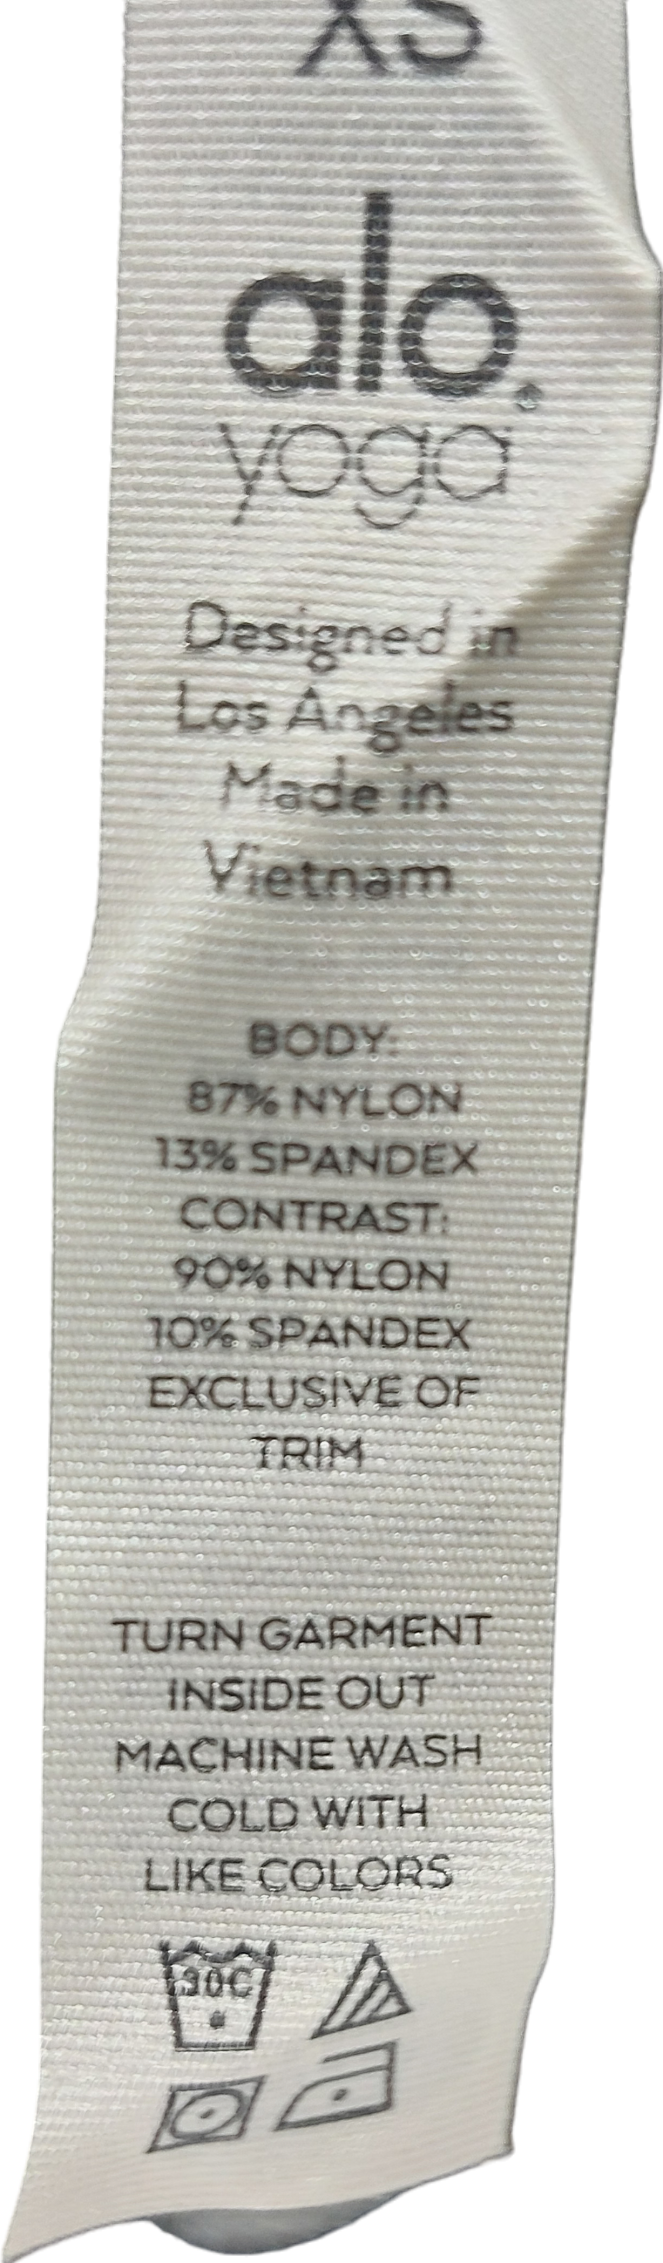 XS
alo®
yoga
Designed in
Los Angeles
Made in
Vietnam
BODY:
87% NYLON
13% SPANDEX
CONTRAST:
90% NYLON
10% SPANDEX
EXCLUSIVE OF
TRIM
TURN GARMENT
INSIDE OUT
MACHINE WASH
COLD WITH
LIKE COLORS
30C